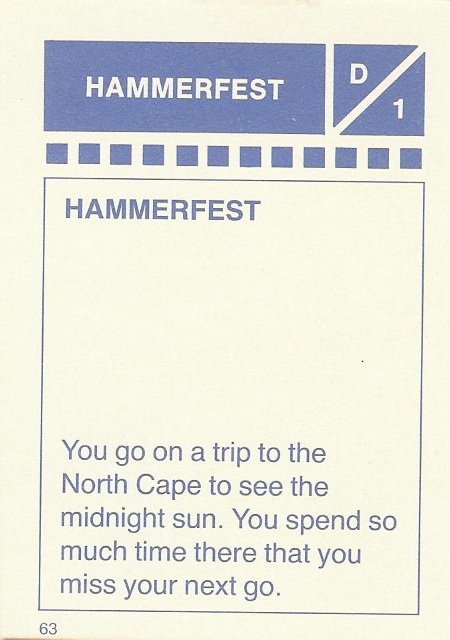 HAMMERFEST
D
1
HAMMERFEST
You go on a trip to the
North Cape to see the
midnight sun. You spend so
much time there that you
miss your next go.
63